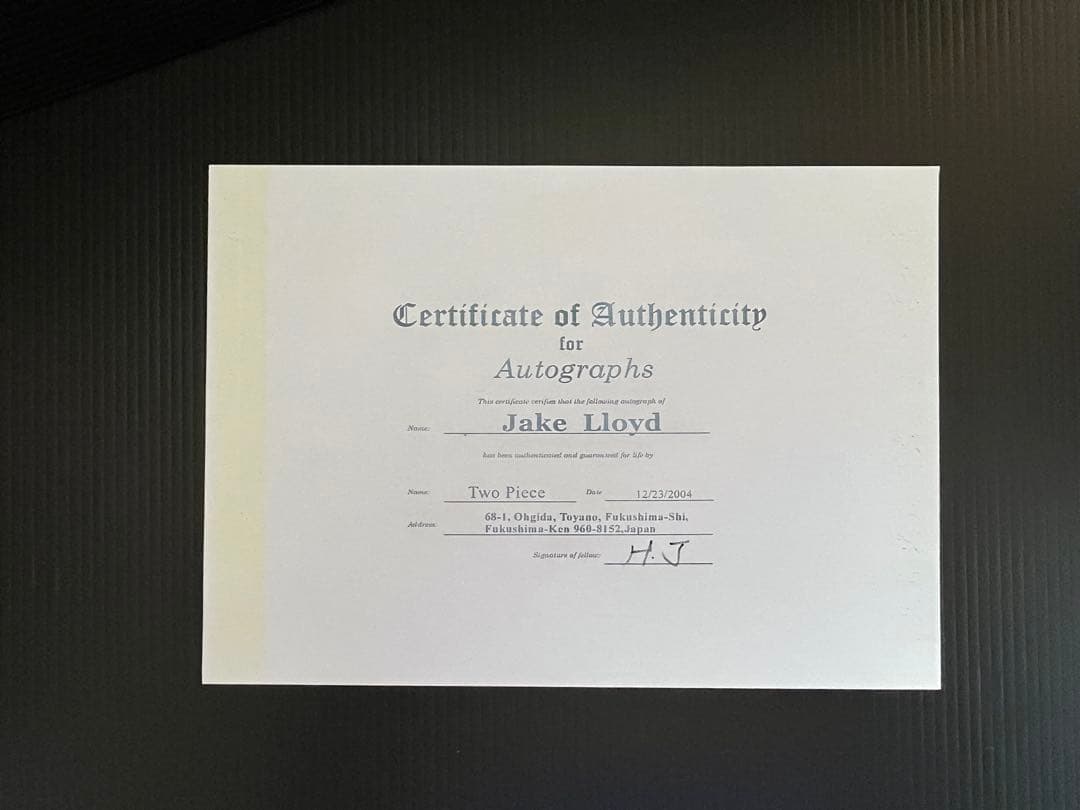 Certificate of Authenticity
for
Autographs
This certificate verifies that the following autograph of
Name: Jake Lloyd
has been authenticated and guaranteed for life by
Name: Two Piece Date 12/23/2004
Address: 68-1, Ohgida, Toyano, Fukushima-Shi,
Fukushima-Ken 960-8152,Japan
Signature of fellow: H.J